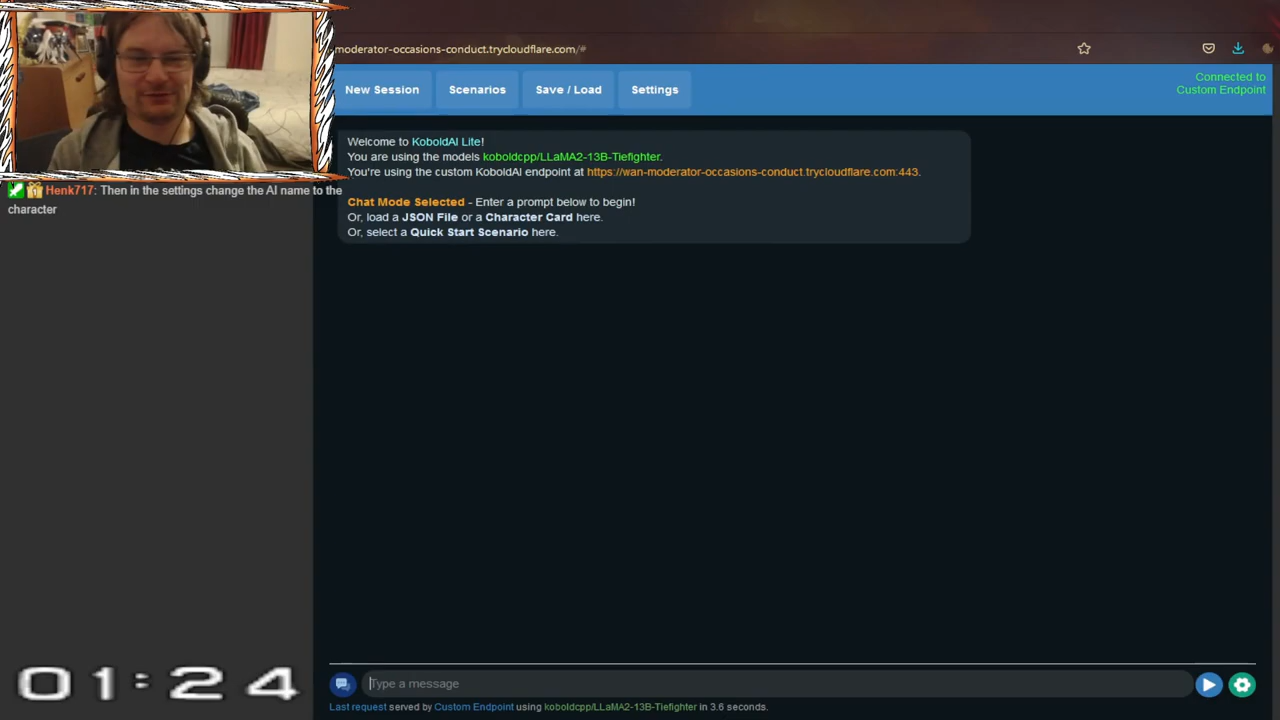 moderator-occasions-conduct.trycloudflare.com/#
New Session
Scenarios
Save / Load
Settings
Connected to
Custom Endpoint
Welcome to KoboldAI Lite!
You are using the models koboldcpp/LLaMA2-13B-Tiefighter.
You're using the custom KoboldAI endpoint at https://wan-moderator-occasions-conduct.trycloudflare.com:443.
Chat Mode Selected - Enter a prompt below to begin!
Or, load a JSON File or a Character Card here.
Or, select a Quick Start Scenario here.
Henk717: Then in the settings change the AI name to the
character
01:24
Type a message
Last request served by Custom Endpoint using koboldcpp/LLaMA2-13B-Tiefighter in 3.6 seconds.